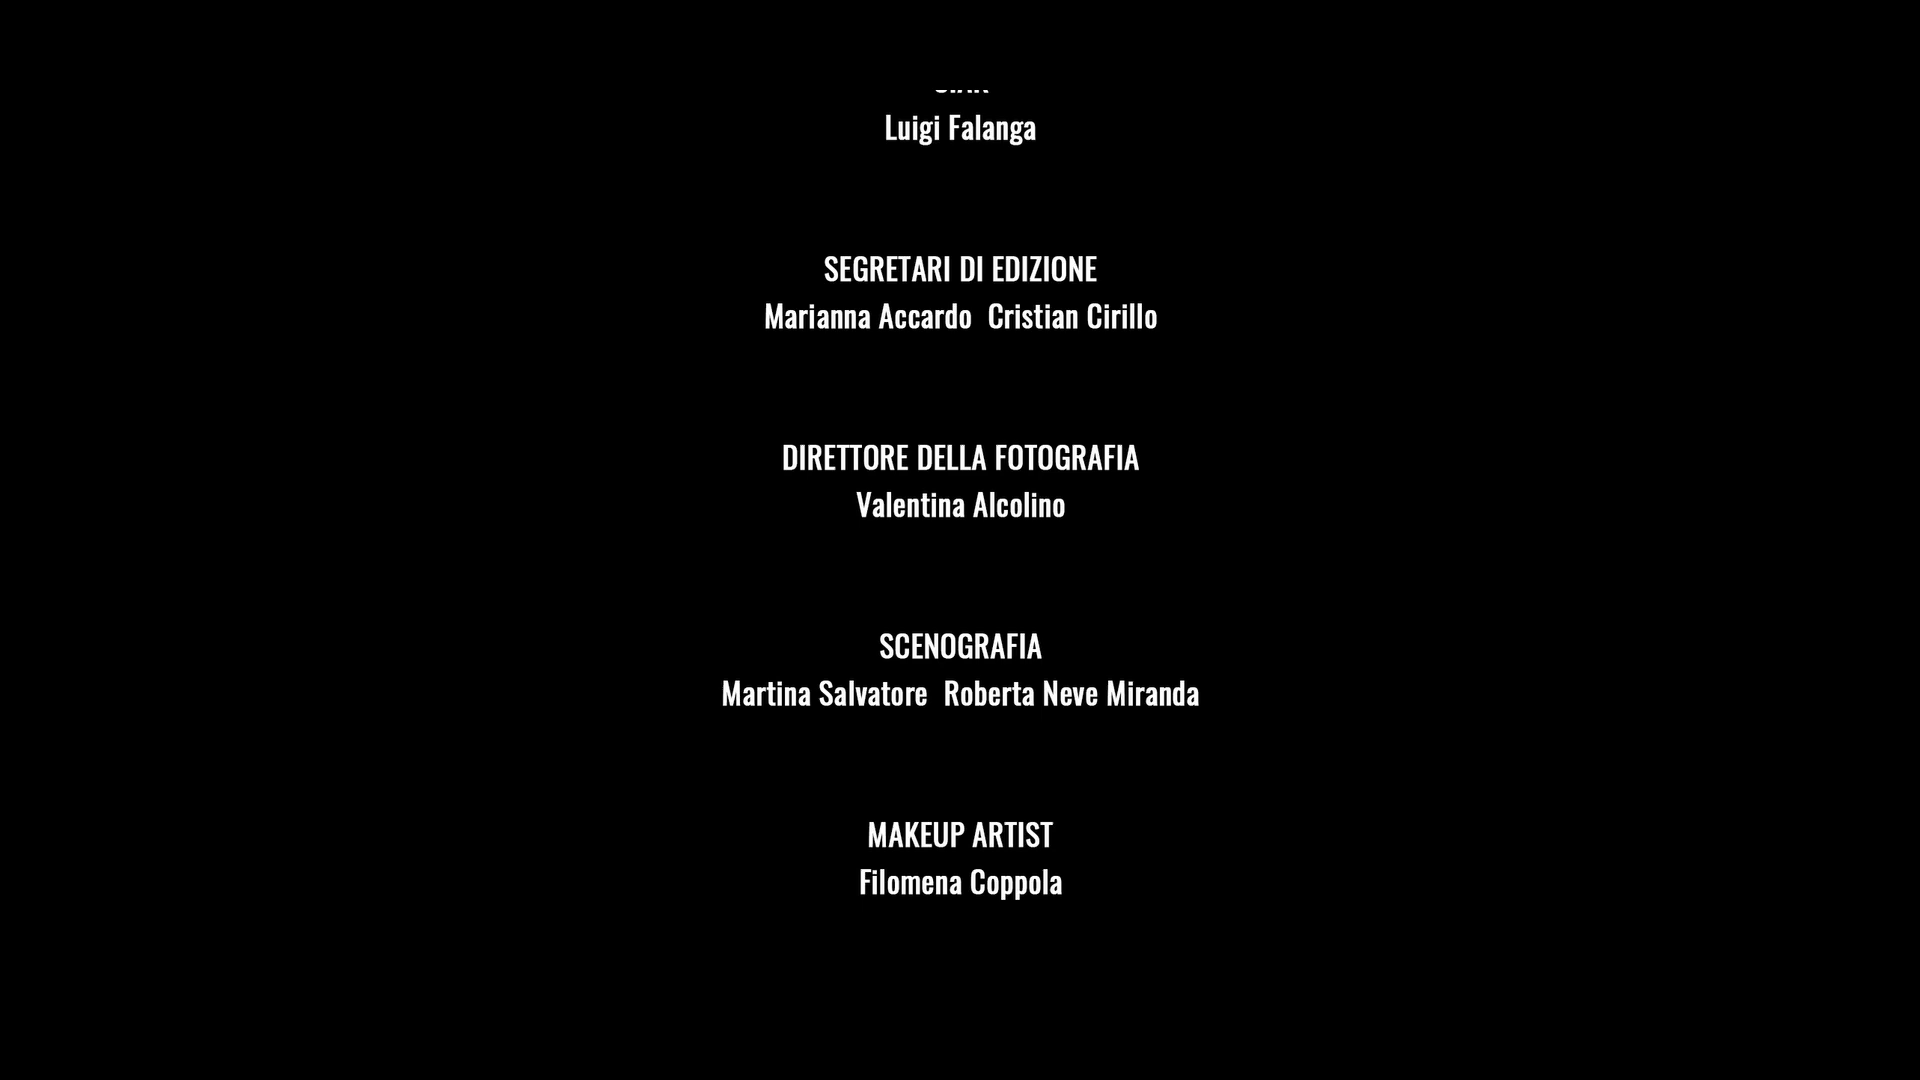 Luigi Falanga
SEGRETARI DI EDIZIONE
Marianna Accardo  Cristian Cirillo
DIRETTORE DELLA FOTOGRAFIA
Valentina Alcolino
SCENOGRAFIA
Martina Salvatore  Roberta Neve Miranda
MAKEUP ARTIST
Filomena Coppola